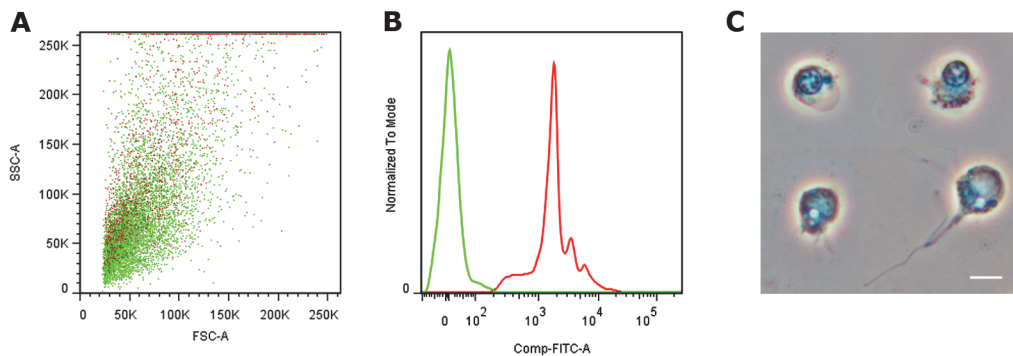 A
B
C
SSC-A
250K
200K
150K
100K
50K
0
0 50K 100K 150K 200K 250K
FSC-A
Normalized To Mode
0
0 10² 10³ 10⁴ 10⁵
Comp-FITC-A